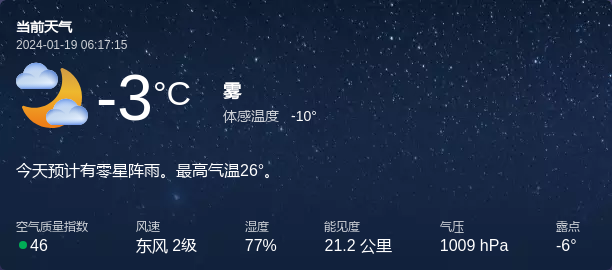 当前天气
2024-01-19 06:17:15
-3°C
雾
体感温度 -10°
今天预计有零星阵雨。最高气温26°。
空气质量指数 风速 湿度 能见度 气压 露点
46 东风 2级 77% 21.2 公里 1009 hPa -6°